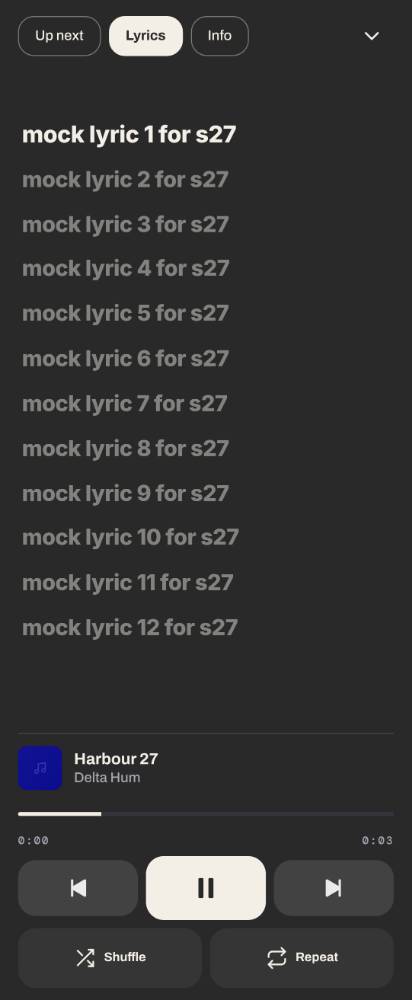 Up next
Lyrics
Info
mock lyric 1 for s27
mock lyric 2 for s27
mock lyric 3 for s27
mock lyric 4 for s27
mock lyric 5 for s27
mock lyric 6 for s27
mock lyric 7 for s27
mock lyric 8 for s27
mock lyric 9 for s27
mock lyric 10 for s27
mock lyric 11 for s27
mock lyric 12 for s27
Harbour 27
Delta Hum
0:00
0:03
Shuffle
Repeat